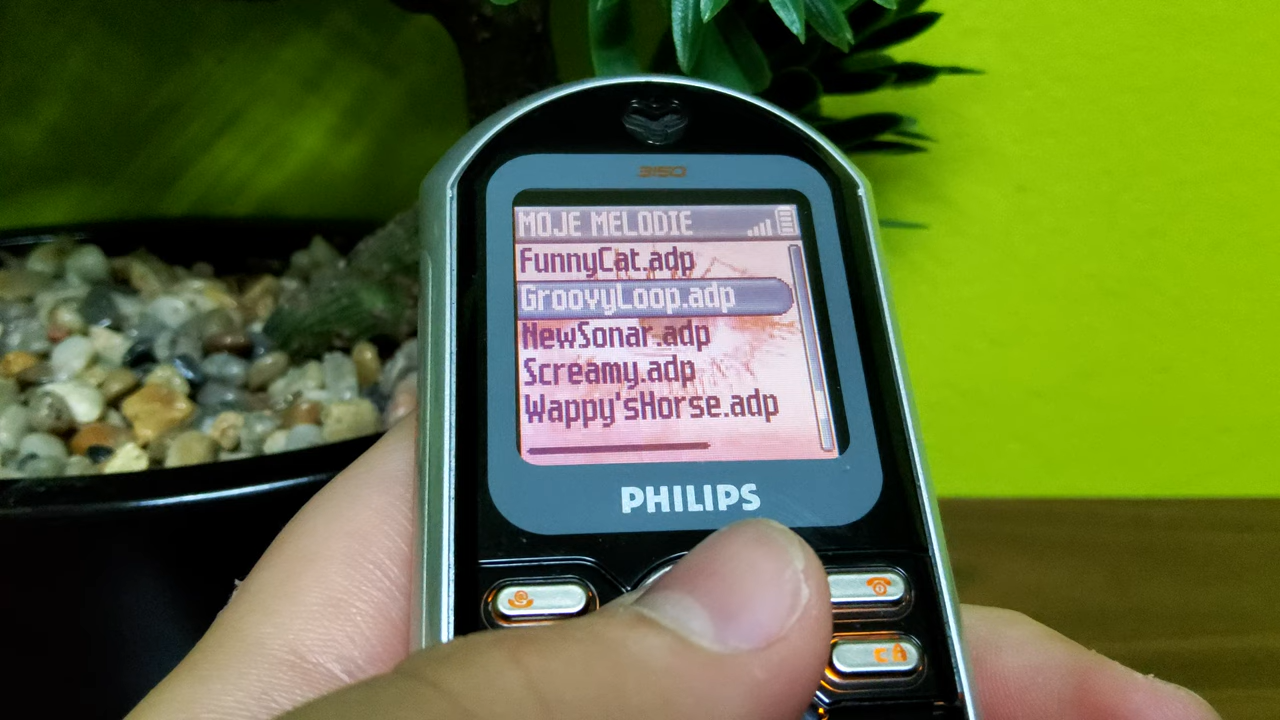 3150
MOJE MELODIE
FunnyCat.adp
GroovyLoop.adp
NewSonar.adp
Screamy.adp
Wappy'sHorse.adp
PHILIPS